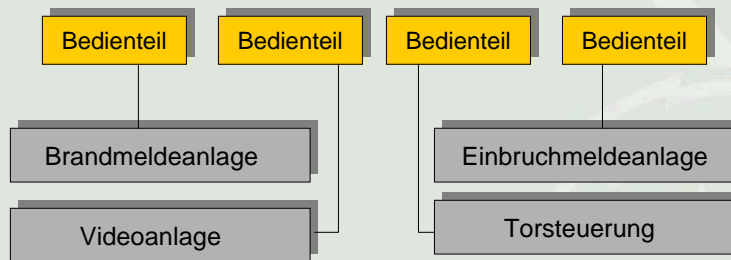 Bedienteil
Bedienteil
Bedienteil
Bedienteil
Brandmeldeanlage
Einbruchmeldeanlage
Videoanlage
Torsteuerung